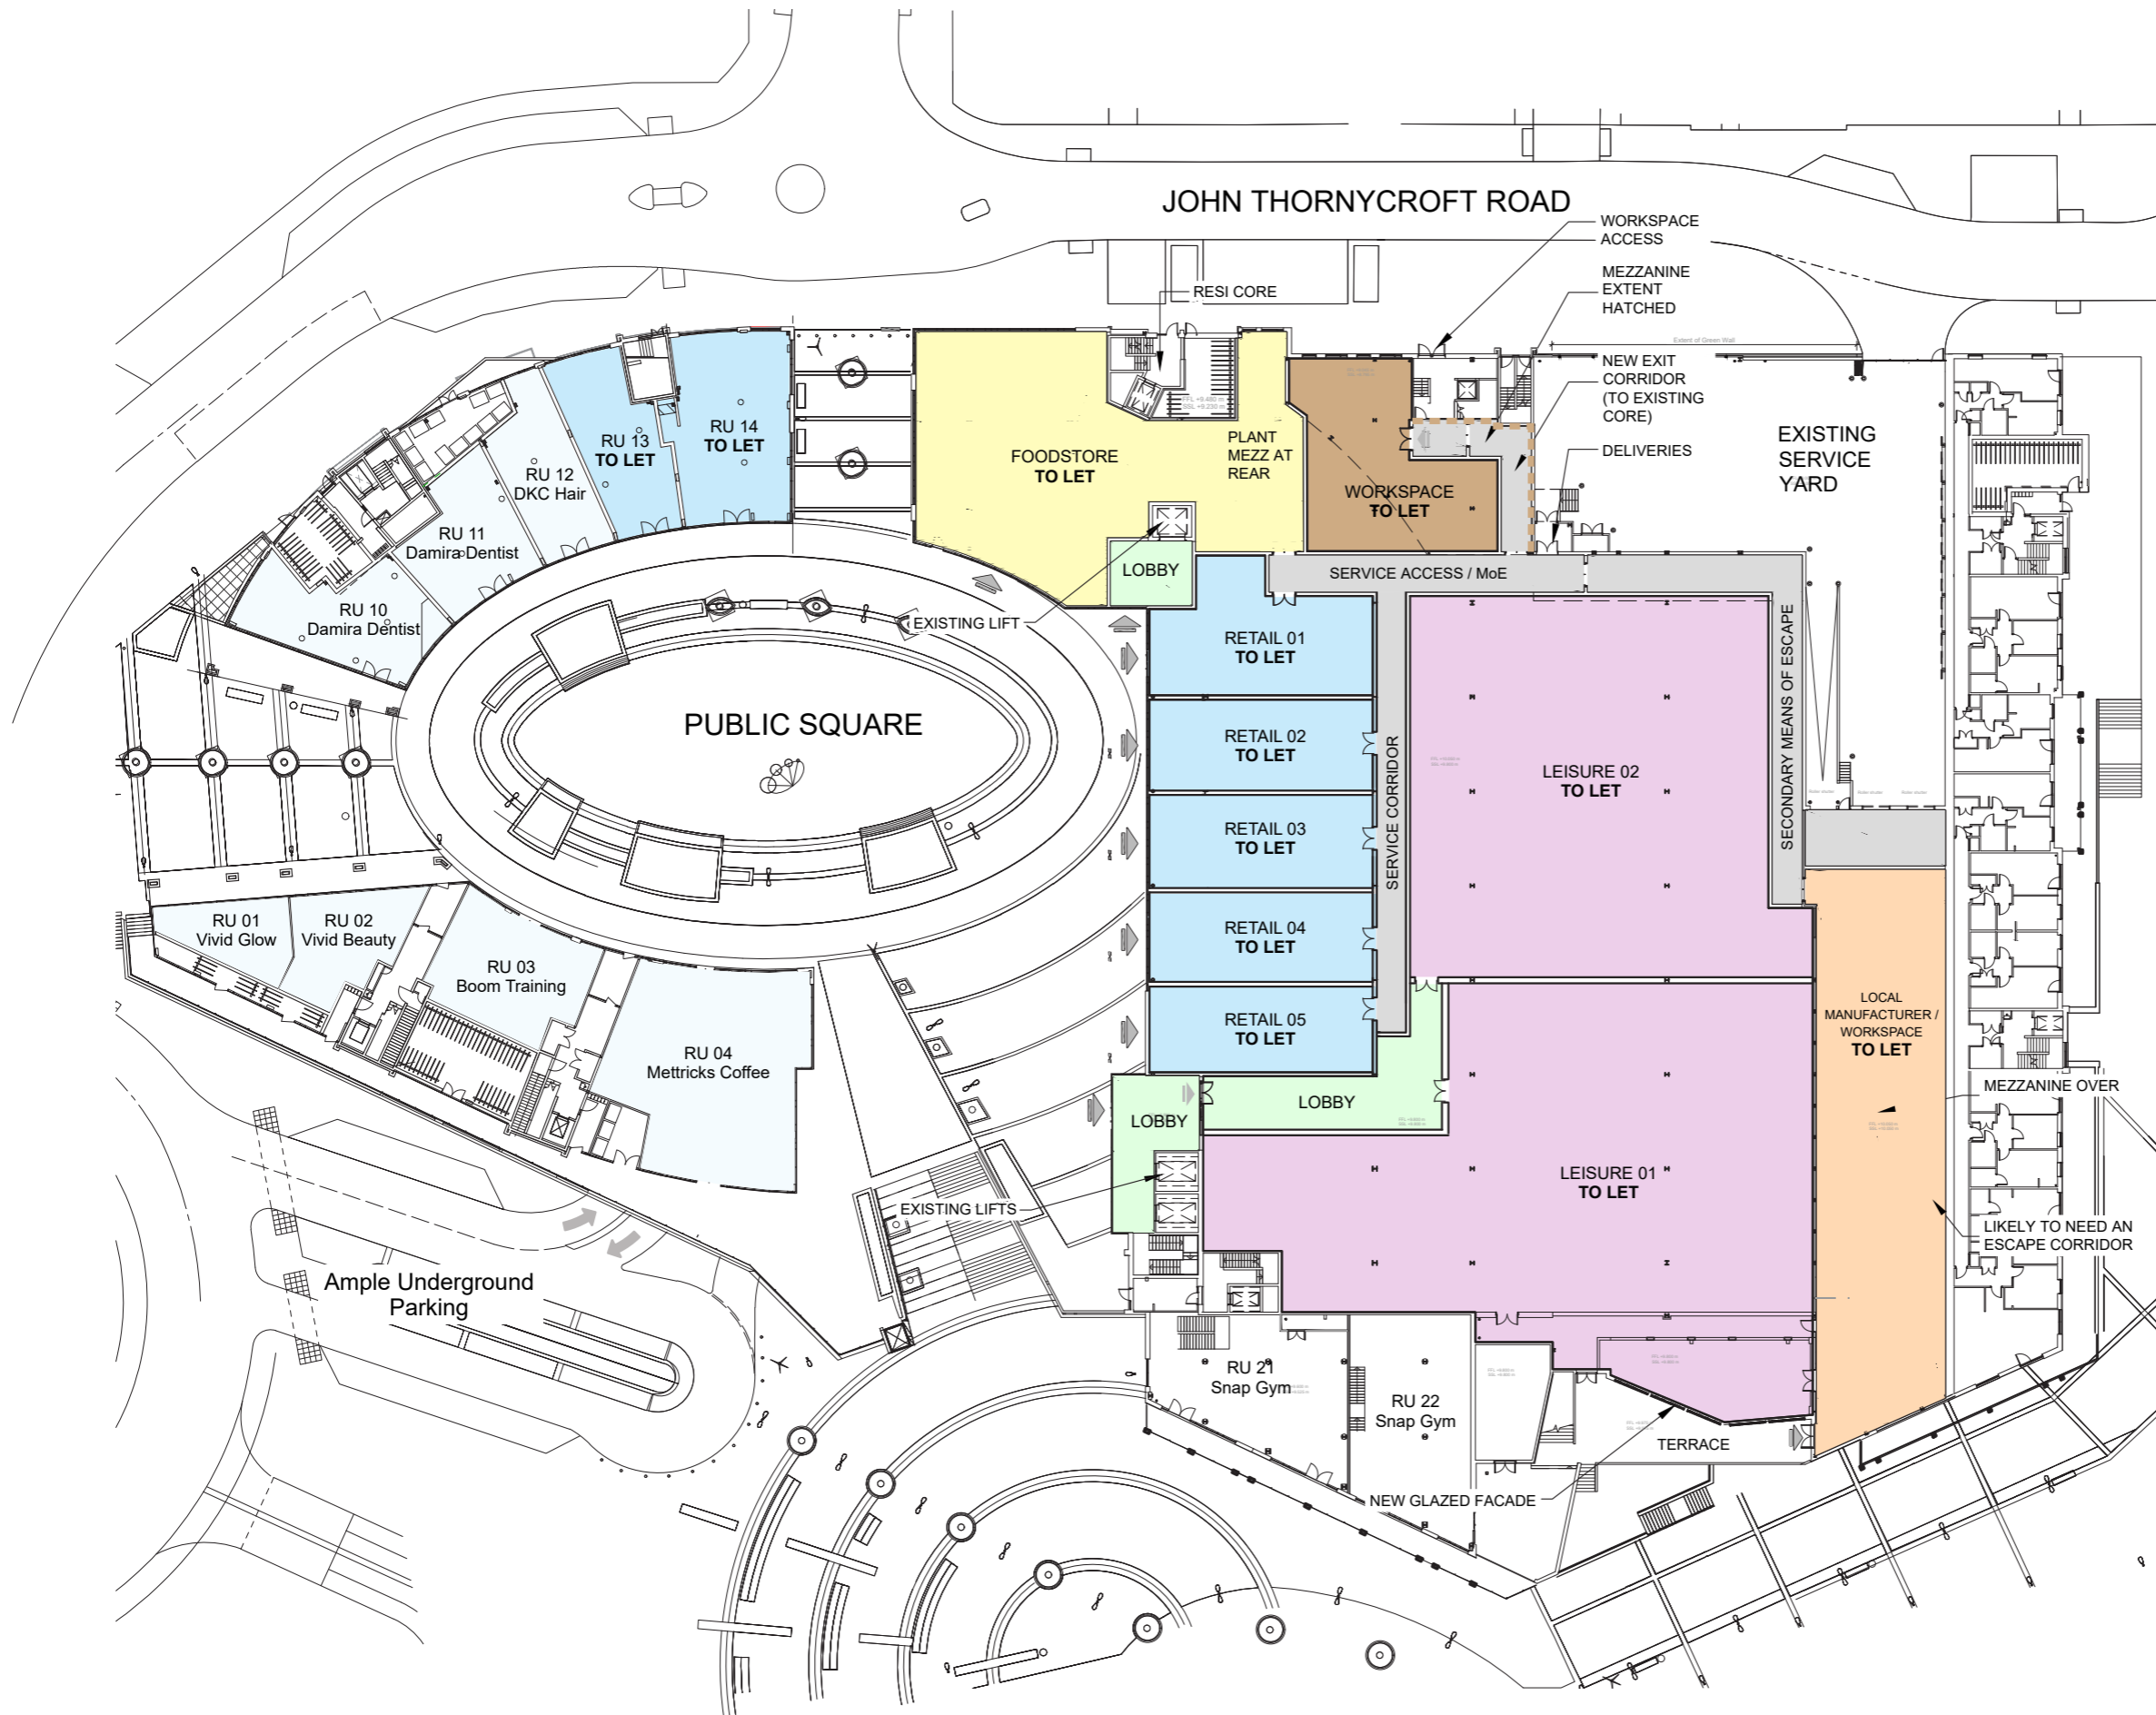 JOHN THORNYCROFT ROAD
WORKSPACE
ACCESS
MEZZANINE
EXTENT
HATCHED
RESI CORE
Extent of Green Wall
NEW EXIT
CORRIDOR
(TO EXISTING
CORE)
DELIVERIES
EXISTING
SERVICE
YARD
RU 14
TO LET
RU 13
TO LET
RU 12
DKC Hair
RU 11
Damira Dentist
RU 10
Damira Dentist
FOODSTORE
TO LET
PLANT
MEZZ AT
REAR
WORKSPACE
TO LET
LOBBY
SERVICE ACCESS / MoE
EXISTING LIFT
RETAIL 01
TO LET
RETAIL 02
TO LET
RETAIL 03
TO LET
RETAIL 04
TO LET
RETAIL 05
TO LET
SERVICE CORRIDOR
SECONDARY MEANS OF ESCAPE
LEISURE 02
TO LET
PUBLIC SQUARE
RU 01
Vivid Glow
RU 02
Vivid Beauty
RU 03
Boom Training
RU 04
Mettricks Coffee
LOCAL
MANUFACTURER /
WORKSPACE
TO LET
MEZZANINE OVER
LOBBY
LOBBY
LEISURE 01
TO LET
EXISTING LIFTS
LIKELY TO NEED AN
ESCAPE CORRIDOR
Ample Underground
Parking
RU 21
Snap Gym
RU 22
Snap Gym
TERRACE
NEW GLAZED FACADE